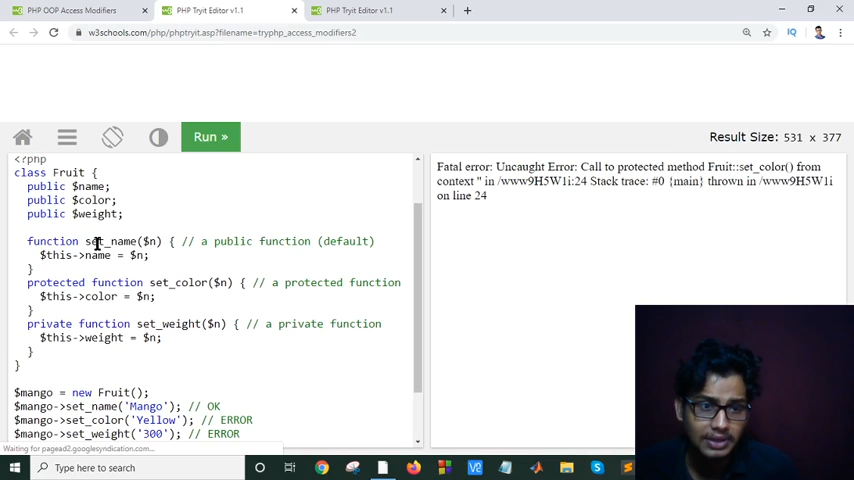 PHP OOP Access Modifiers
PHP Tryit Editor v1.1
PHP Tryit Editor v1.1
w3schools.com/php/phptryit.asp?filename=tryphp_access_modifiers2
IQ
Run »
Result Size: 531 x 377
<?php
class Fruit {
public $name;
public $color;
public $weight;
function set_name($n) { // a public function (default)
$this->name = $n;
}
protected function set_color($n) { // a protected function
$this->color = $n;
}
private function set_weight($n) { // a private function
$this->weight = $n;
}
}
$mango = new Fruit();
$mango->set_name('Mango'); // OK
$mango->set_color('Yellow'); // ERROR
$mango->set_weight('300'); // ERROR
Fatal error: Uncaught Error: Call to protected method Fruit::set_color() from
context '' in /www9H5W1i:24 Stack trace: #0 {main} thrown in /www9H5W1i
on line 24
Waiting for pagead2.googlesyndication.com...
Type here to search